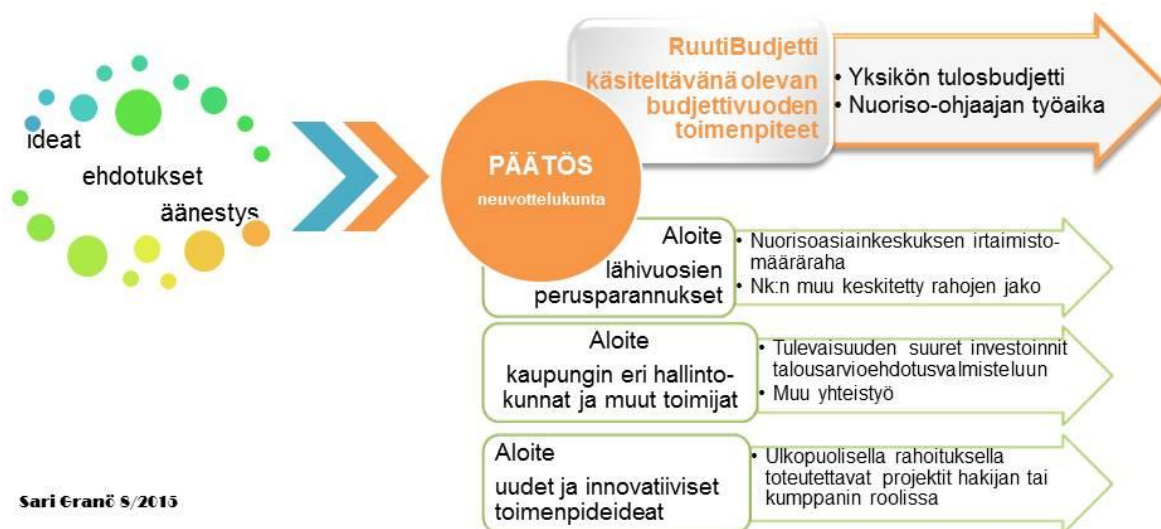 ideat
ehdotukset
äänestys
PÄÄTÖS
neuvottelukunta
RuutiBudjetti
käsiteltävänä olevan
budjettivuoden
toimenpiteet
• Yksikön tulosbudjetti
• Nuoriso-ohjaajan työaika
Aloite
lähivuosien
perusparannukset
• Nuorisoasiainkeskuksen irtaimisto-
määräraha
• Nk:n muu keskitetty rahojen jako
Aloite
kaupungin eri hallinto-
kunnat ja muut toimijat
• Tulevaisuuden suuret investoinnit
talousarvioehdotusvalmisteluun
• Muu yhteistyö
Aloite
uudet ja innovatiiviset
toimenpideideat
• Ulkopuolisella rahoituksella
toteutettavat projektit hakijan tai
kumppanin roolissa
Sari Granö 8/2015